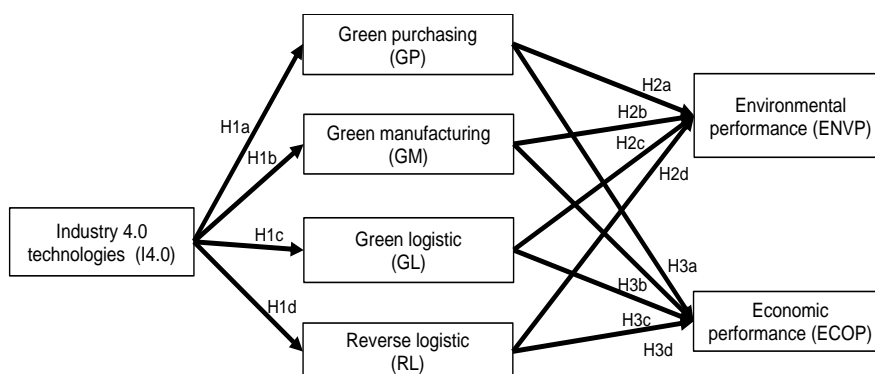 Green purchasing
(GP)
H2a
Environmental
performance (ENVP)
H1a
H2b
Green manufacturing
(GM)
H2c
H1b
H2d
Industry 4.0
technologies (I4.0)
H1c
Green logistic
(GL)
H3a
H3b
H1d
Economic
performance (ECOP)
H3c
Reverse logistic
(RL)
H3d